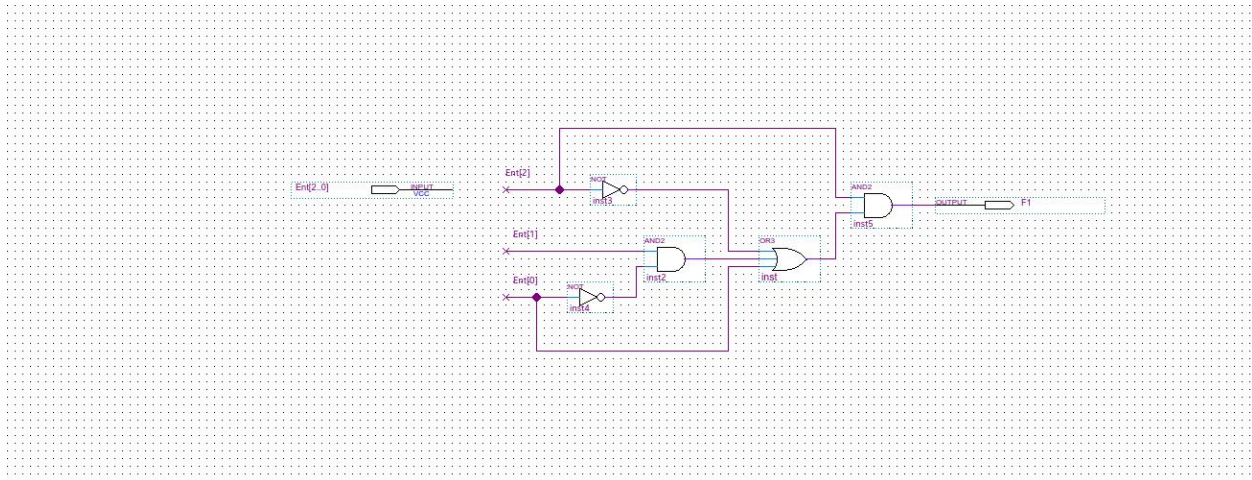 Ent[2]
NOT
inst3
Ent[2..0]
INPUT
VCC
AND2
inst5
OUTPUT
F1
Ent[1]
AND2
inst2
OR3
inst
Ent[0]
NOT
inst4